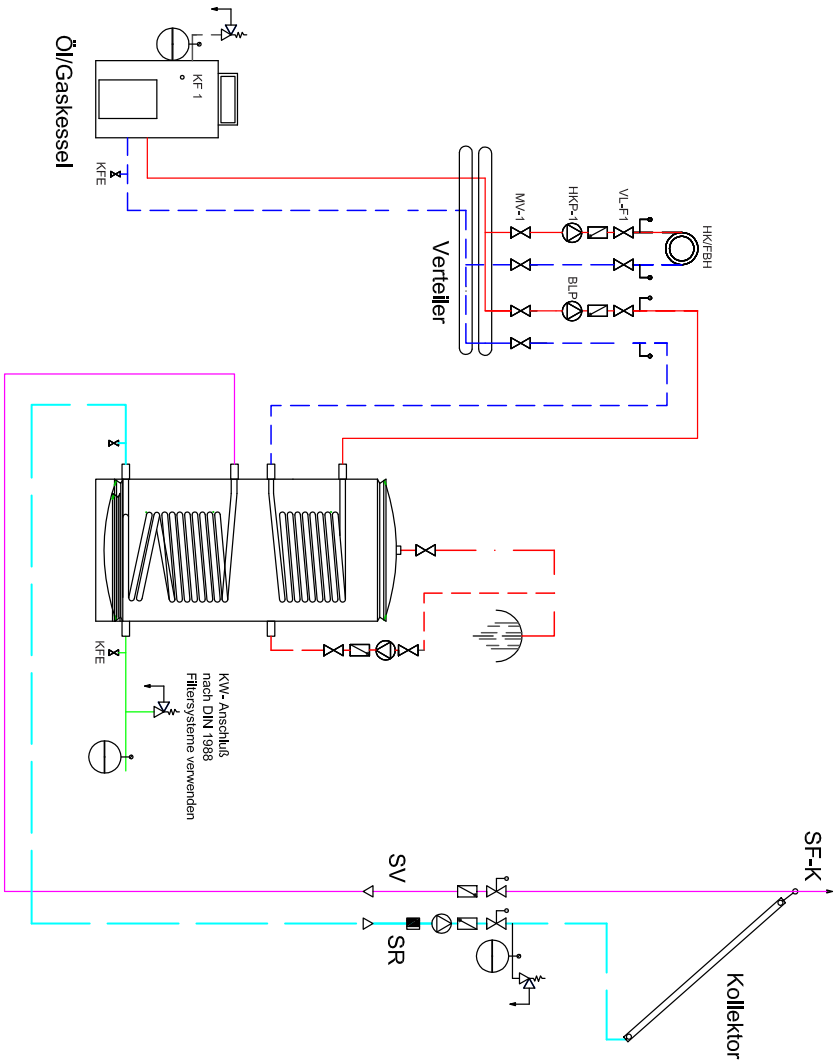 Öl/Gaskessel
KF 1
KFE
Verteiler
MV-1
HKP-1
VL-F1
HK/FBH
BLP
KFE
KW- Anschluß
nach DIN 1988
Filtersysteme verwenden
SV
SR
SF-K
Kollektor